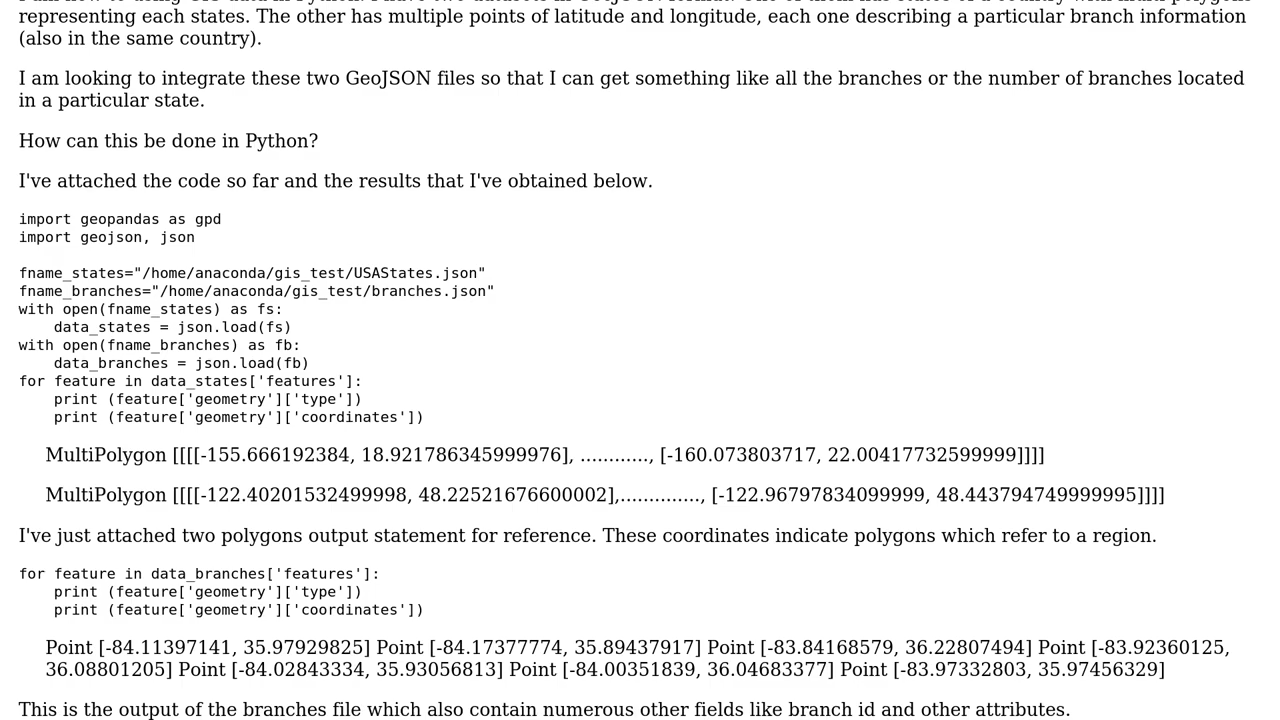 representing each states. The other has multiple points of latitude and longitude, each one describing a particular branch information
(also in the same country).
I am looking to integrate these two GeoJSON files so that I can get something like all the branches or the number of branches located
in a particular state.
How can this be done in Python?
I've attached the code so far and the results that I've obtained below.
import geopandas as gpd
import geojson, json
fname_states="/home/anaconda/gis_test/USAStates.json"
fname_branches="/home/anaconda/gis_test/branches.json"
with open(fname_states) as fs:
    data_states = json.load(fs)
with open(fname_branches) as fb:
    data_branches = json.load(fb)
for feature in data_states['features']:
    print (feature['geometry']['type'])
    print (feature['geometry']['coordinates'])
MultiPolygon [[[[-155.666192384, 18.921786345999976], ............, [-160.073803717, 22.00417732599999]]]]
MultiPolygon [[[[-122.40201532499998, 48.22521676600002],.............., [-122.96797834099999, 48.443794749999995]]]]
I've just attached two polygons output statement for reference. These coordinates indicate polygons which refer to a region.
for feature in data_branches['features']:
    print (feature['geometry']['type'])
    print (feature['geometry']['coordinates'])
Point [-84.11397141, 35.97929825] Point [-84.17377774, 35.89437917] Point [-83.84168579, 36.22807494] Point [-83.92360125,
36.08801205] Point [-84.02843334, 35.93056813] Point [-84.00351839, 36.04683377] Point [-83.97332803, 35.97456329]
This is the output of the branches file which also contain numerous other fields like branch id and other attributes.